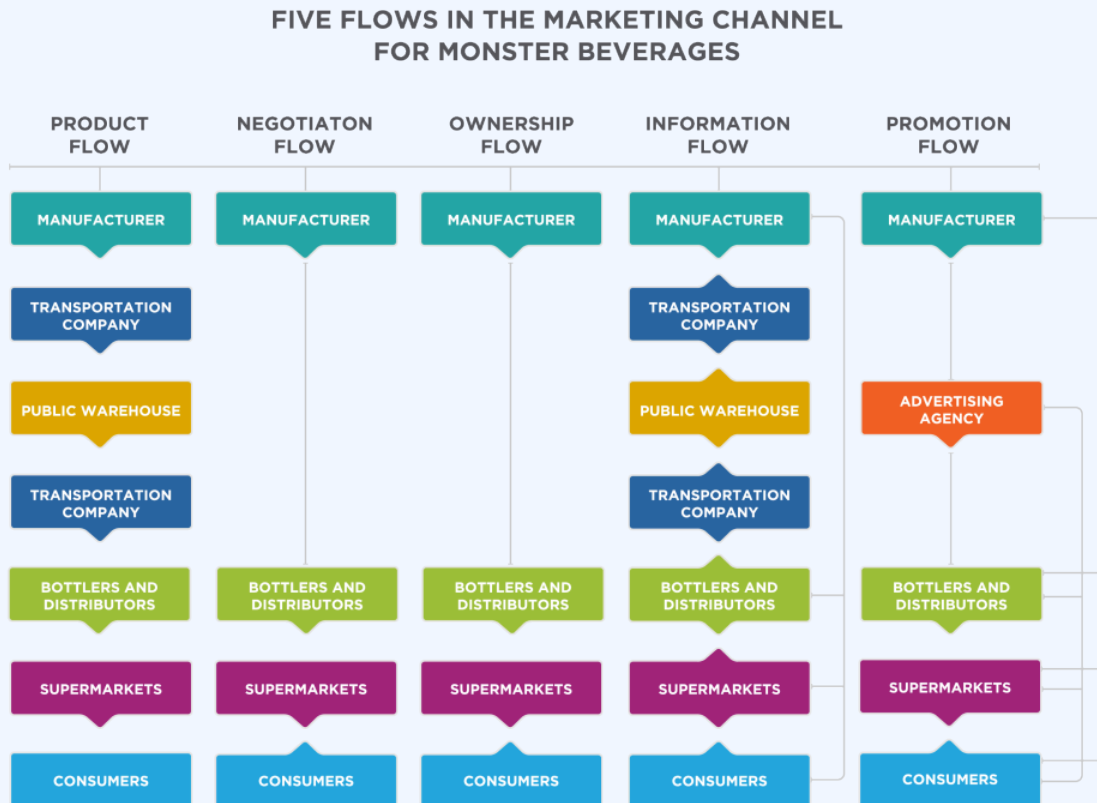 FIVE FLOWS IN THE MARKETING CHANNEL
FOR MONSTER BEVERAGES
PRODUCT
FLOW
NEGOTIATON
FLOW
OWNERSHIP
FLOW
INFORMATION
FLOW
PROMOTION
FLOW
MANUFACTURER
TRANSPORTATION
COMPANY
PUBLIC WAREHOUSE
TRANSPORTATION
COMPANY
BOTTLERS AND
DISTRIBUTORS
SUPERMARKETS
CONSUMERS
MANUFACTURER
BOTTLERS AND
DISTRIBUTORS
SUPERMARKETS
CONSUMERS
MANUFACTURER
BOTTLERS AND
DISTRIBUTORS
SUPERMARKETS
CONSUMERS
MANUFACTURER
TRANSPORTATION
COMPANY
PUBLIC WAREHOUSE
TRANSPORTATION
COMPANY
BOTTLERS AND
DISTRIBUTORS
SUPERMARKETS
CONSUMERS
MANUFACTURER
ADVERTISING
AGENCY
BOTTLERS AND
DISTRIBUTORS
SUPERMARKETS
CONSUMERS